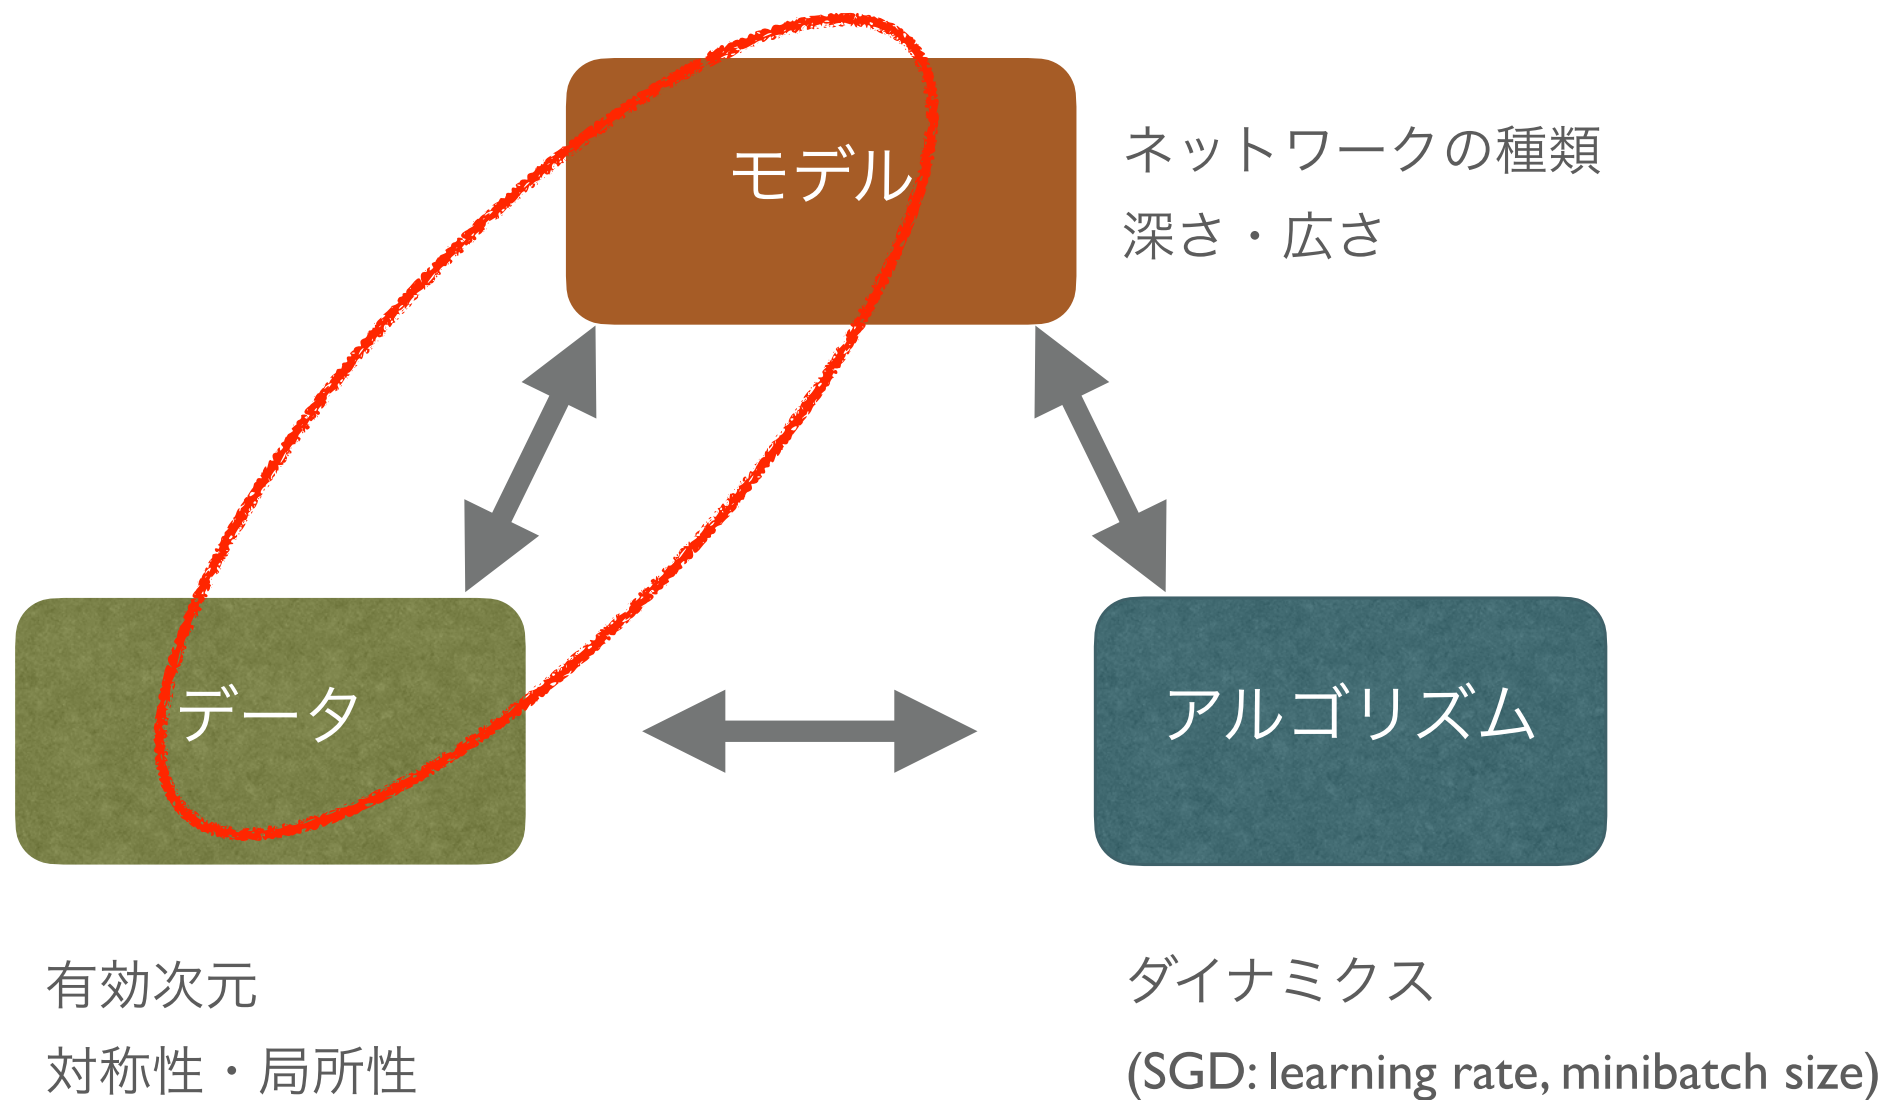 モデル
ネットワークの種類
深さ・広さ
データ
アルゴリズム
有効次元
対称性・局所性
ダイナミクス
(SGD: learning rate, minibatch size)